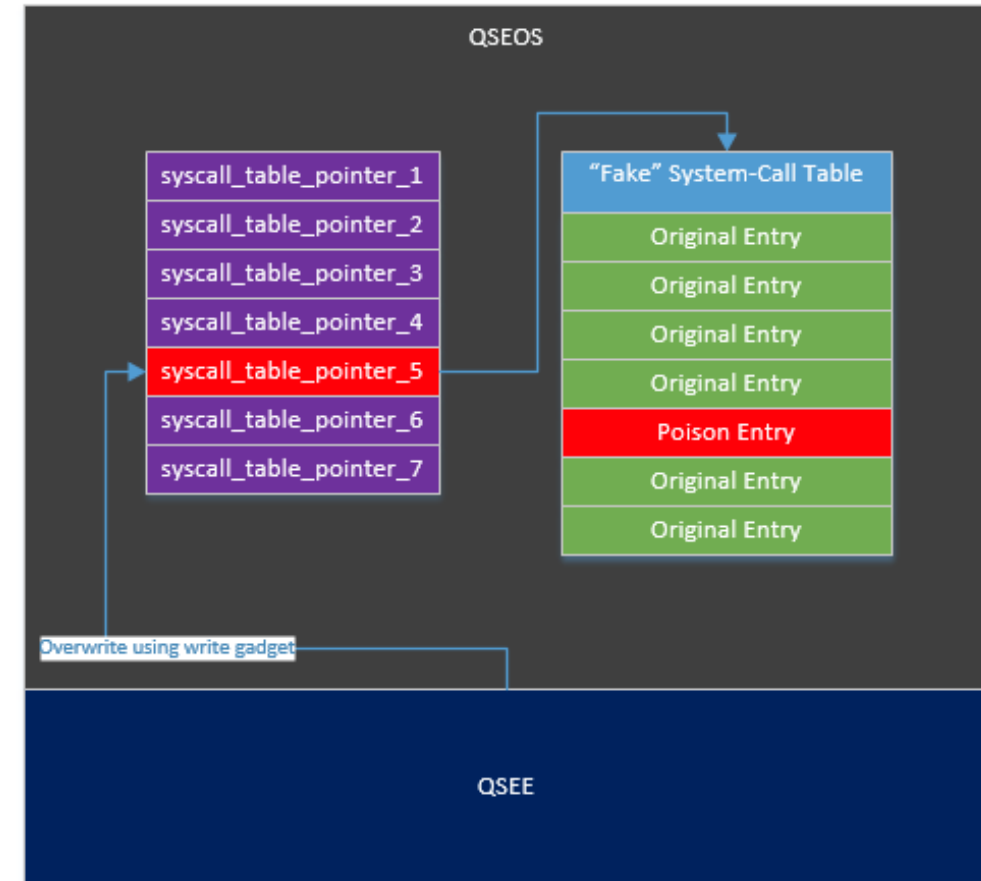 QSEOS
syscall_table_pointer_1
syscall_table_pointer_2
syscall_table_pointer_3
syscall_table_pointer_4
syscall_table_pointer_5
syscall_table_pointer_6
syscall_table_pointer_7
“Fake” System-Call Table
Original Entry
Original Entry
Original Entry
Original Entry
Poison Entry
Original Entry
Original Entry
Overwrite using write gadget
QSEE